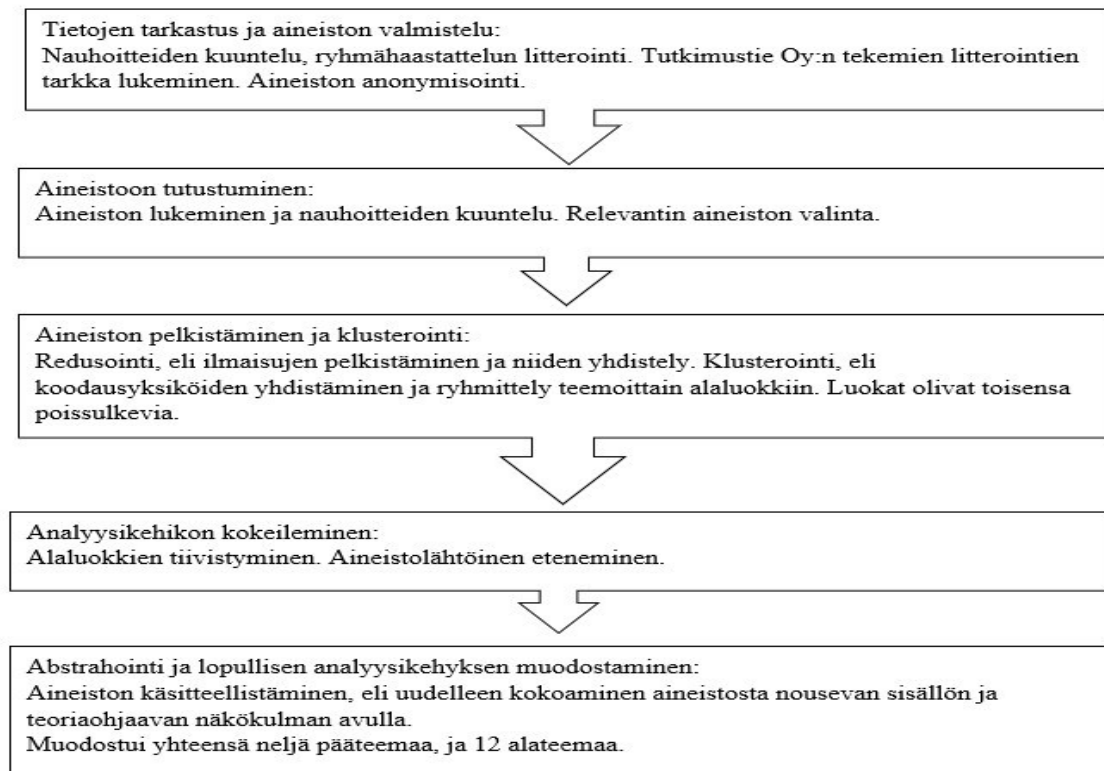 Tietojen tarkastus ja aineiston valmistelu:
Nauhoitteiden kuuntelu, ryhmähaastattelun litterointi. Tutkimustie Oy:n tekemien litterointien
tarkka lukeminen. Aineiston anonymisointi.
Aineistoon tutustuminen:
Aineiston lukeminen ja nauhoitteiden kuuntelu. Relevantin aineiston valinta.
Aineiston pelkistäminen ja klusterointi:
Redusointi, eli ilmaisujen pelkistäminen ja niiden yhdistely. Klusterointi, eli
koodausyksiköiden yhdistäminen ja ryhmittely teemoittain alaluokkiin. Luokat olivat toisensa
poissulkevia.
Analyysikehikon kokeileminen:
Alaluokkien tiivistyminen. Aineistolähtöinen eteneminen.
Abstrahointi ja lopullisen analyysikehyksen muodostaminen:
Aineiston käsitteellistäminen, eli uudelleen kokoaminen aineistosta nousevan sisällön ja
teoriaohjaavan näkökulman avulla.
Muodostui yhteensä neljä pääteemaa, ja 12 alateemaa.